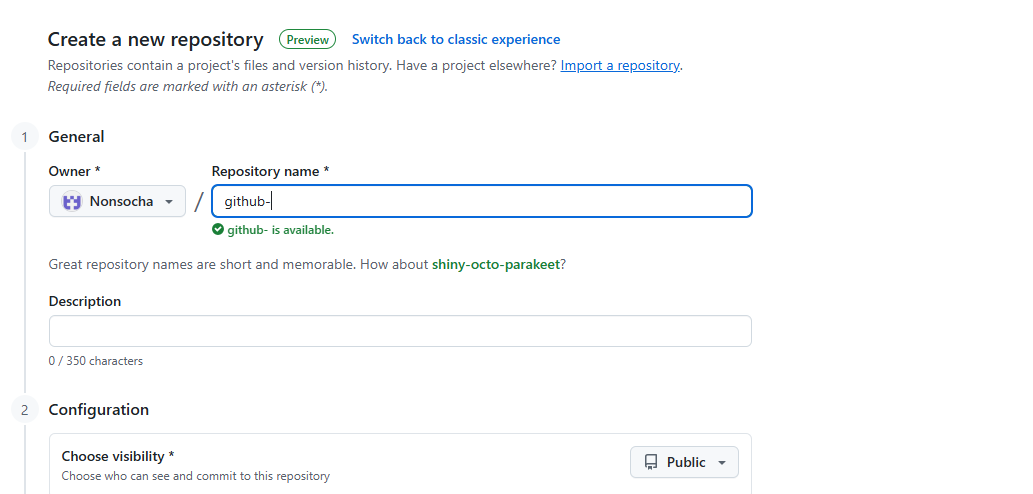 Create a new repository Preview Switch back to classic experience
Repositories contain a project's files and version history. Have a project elsewhere? Import a repository.
Required fields are marked with an asterisk (*).
1 General
Owner * Repository name *
Nonsocha / github-
github- is available.
Great repository names are short and memorable. How about shiny-octo-parakeet?
Description
0 / 350 characters
2 Configuration
Choose visibility * Public
Choose who can see and commit to this repository